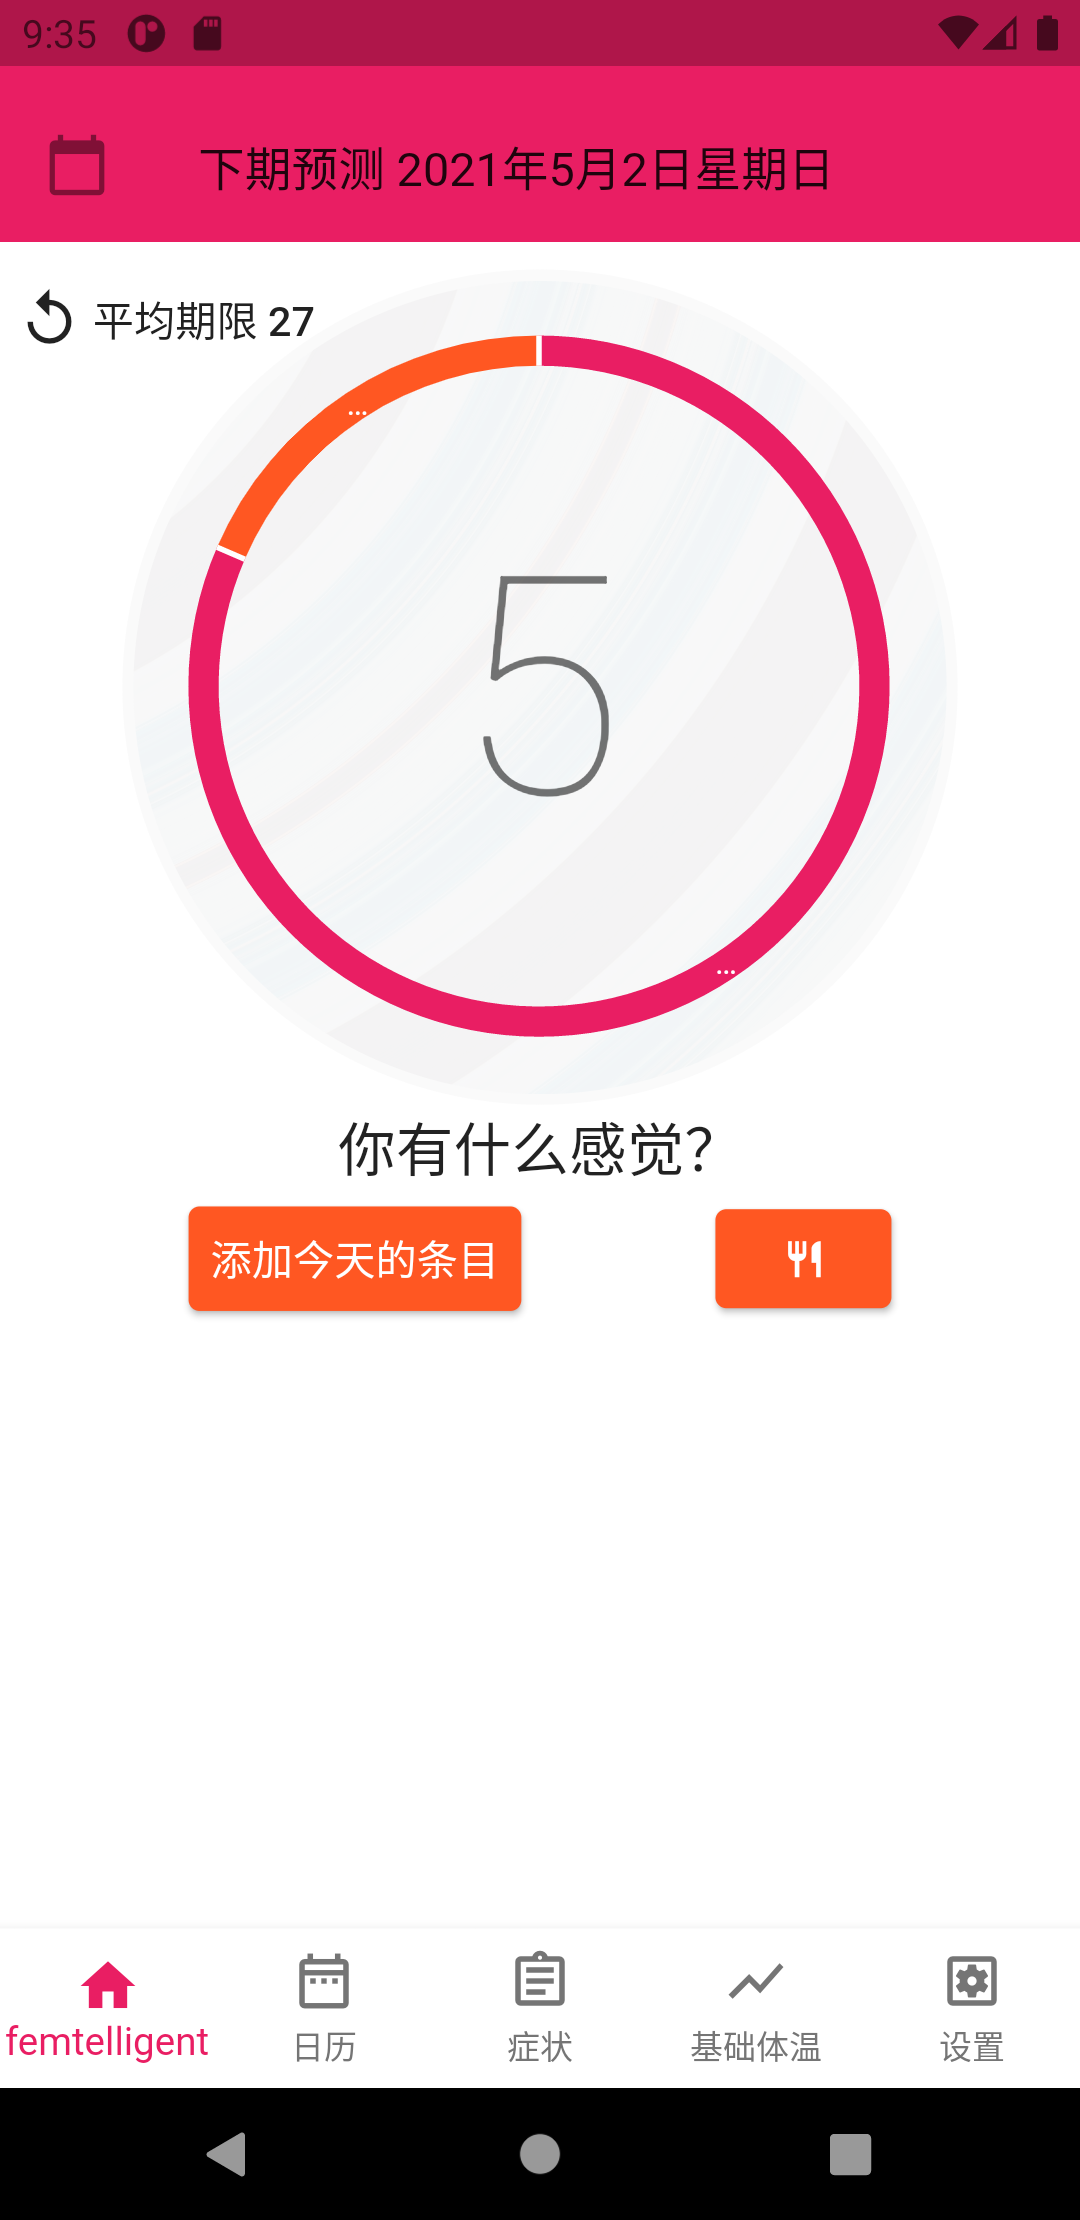 9:35
下期预测 2021年5月2日星期日
平均期限 27
...
5
...
你有什么感觉?
添加今天的条目
femtelligent
日历
症状
基础体温
设置